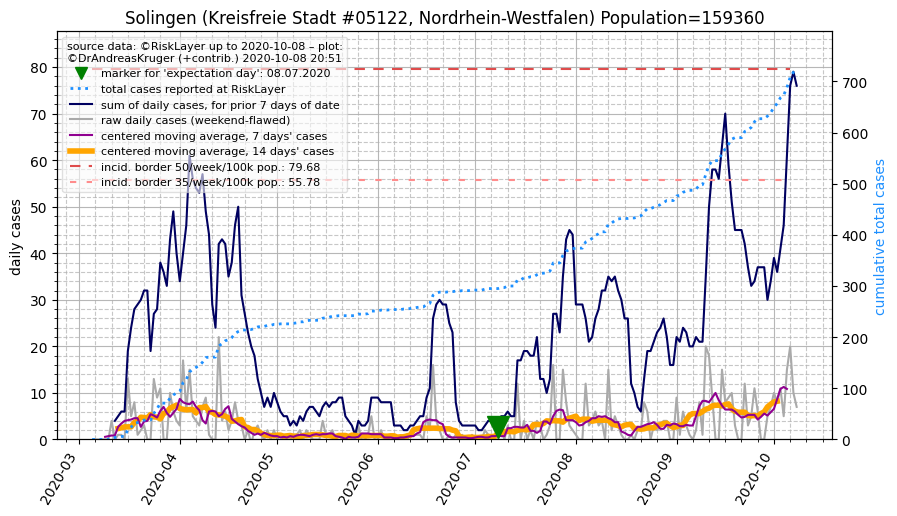 Solingen (Kreisfreie Stadt #05122, Nordrhein-Westfalen) Population=159360
source data: ©RiskLayer up to 2020-10-08 – plot:
©DrAndreasKruger (+contrib.) 2020-10-08 20:51
marker for 'expectation day': 08.07.2020
total cases reported at RiskLayer
sum of daily cases, for prior 7 days of date
raw daily cases (weekend-flawed)
centered moving average, 7 days' cases
centered moving average, 14 days' cases
incid. border 50/week/100k pop.: 79.68
incid. border 35/week/100k pop.: 55.78
daily cases
80
70
60
50
40
30
20
10
0
cumulative total cases
700
600
500
400
300
200
100
0
2020-03
2020-04
2020-05
2020-06
2020-07
2020-08
2020-09
2020-10